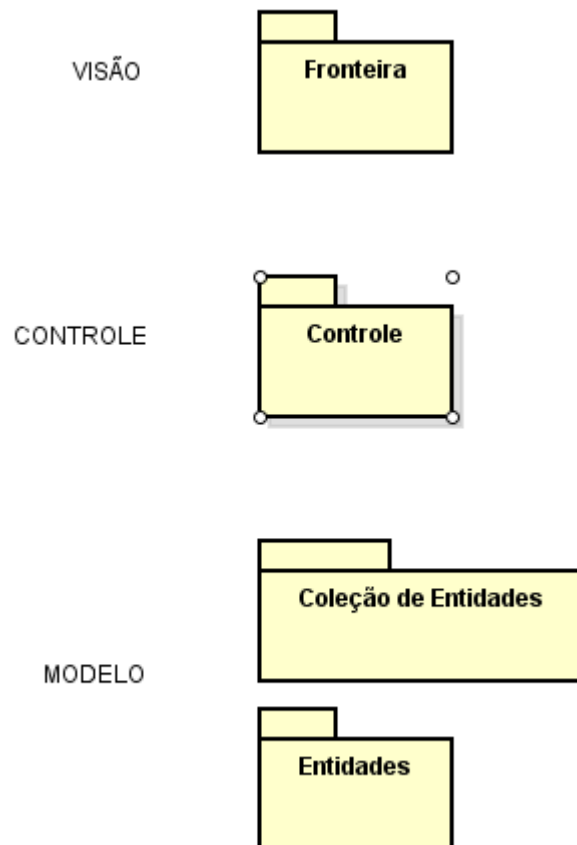 VISÃO
Fronteira
CONTROLE
Controle
Coleção de Entidades
MODELO
Entidades